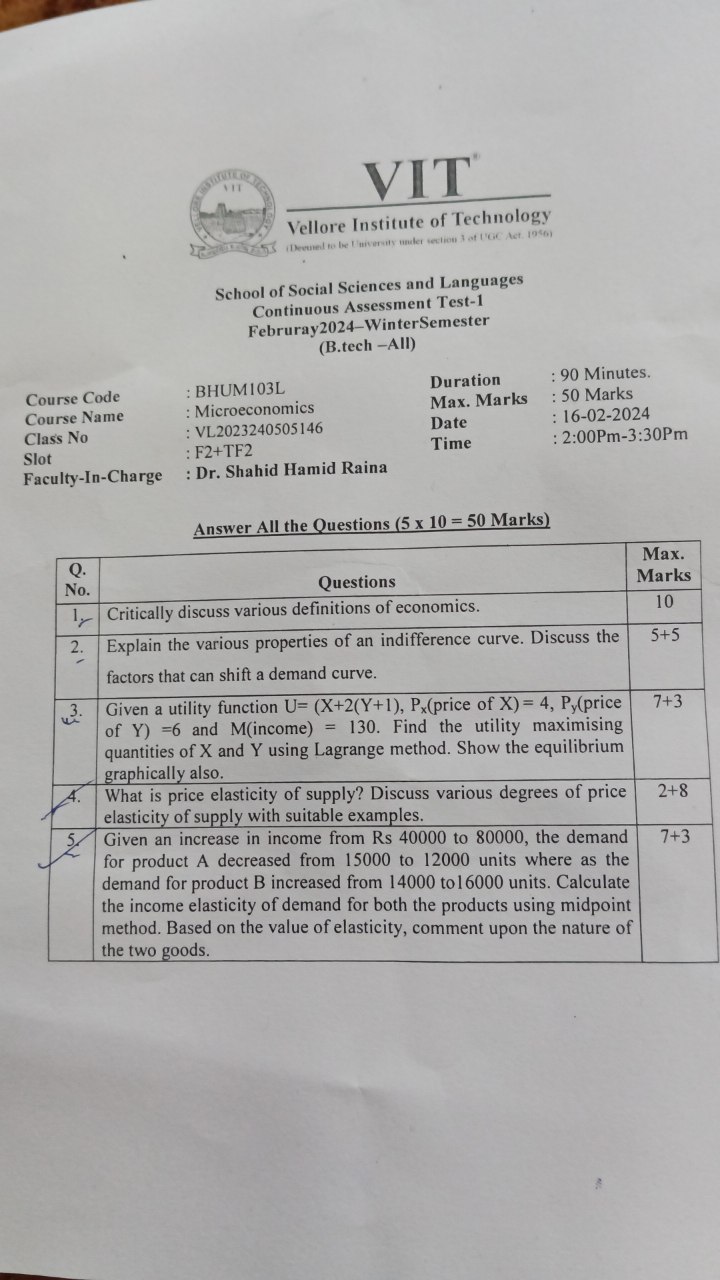 VIT
VIT
Vellore Institute of Technology
(Deemed to be University under section 3 of UGC Act, 1956)
School of Social Sciences and Languages
Continuous Assessment Test-1
Februray2024–WinterSemester
(B.tech –All)
Course Code : BHUM103L Duration : 90 Minutes.
Course Name : Microeconomics Max. Marks : 50 Marks
Class No : VL2023240505146 Date : 16-02-2024
Slot : F2+TF2 Time : 2:00Pm-3:30Pm
Faculty-In-Charge : Dr. Shahid Hamid Raina
Answer All the Questions (5 x 10 = 50 Marks)
Q. No. Questions Max. Marks
1. Critically discuss various definitions of economics. 10
2. Explain the various properties of an indifference curve. Discuss the 5+5
factors that can shift a demand curve.
3. Given a utility function U= (X+2(Y+1), Px(price of X)= 4, Py(price 7+3
of Y) =6 and M(income) = 130. Find the utility maximising
quantities of X and Y using Lagrange method. Show the equilibrium
graphically also.
4. What is price elasticity of supply? Discuss various degrees of price 2+8
elasticity of supply with suitable examples.
5. Given an increase in income from Rs 40000 to 80000, the demand 7+3
for product A decreased from 15000 to 12000 units where as the
demand for product B increased from 14000 to16000 units. Calculate
the income elasticity of demand for both the products using midpoint
method. Based on the value of elasticity, comment upon the nature of
the two goods.